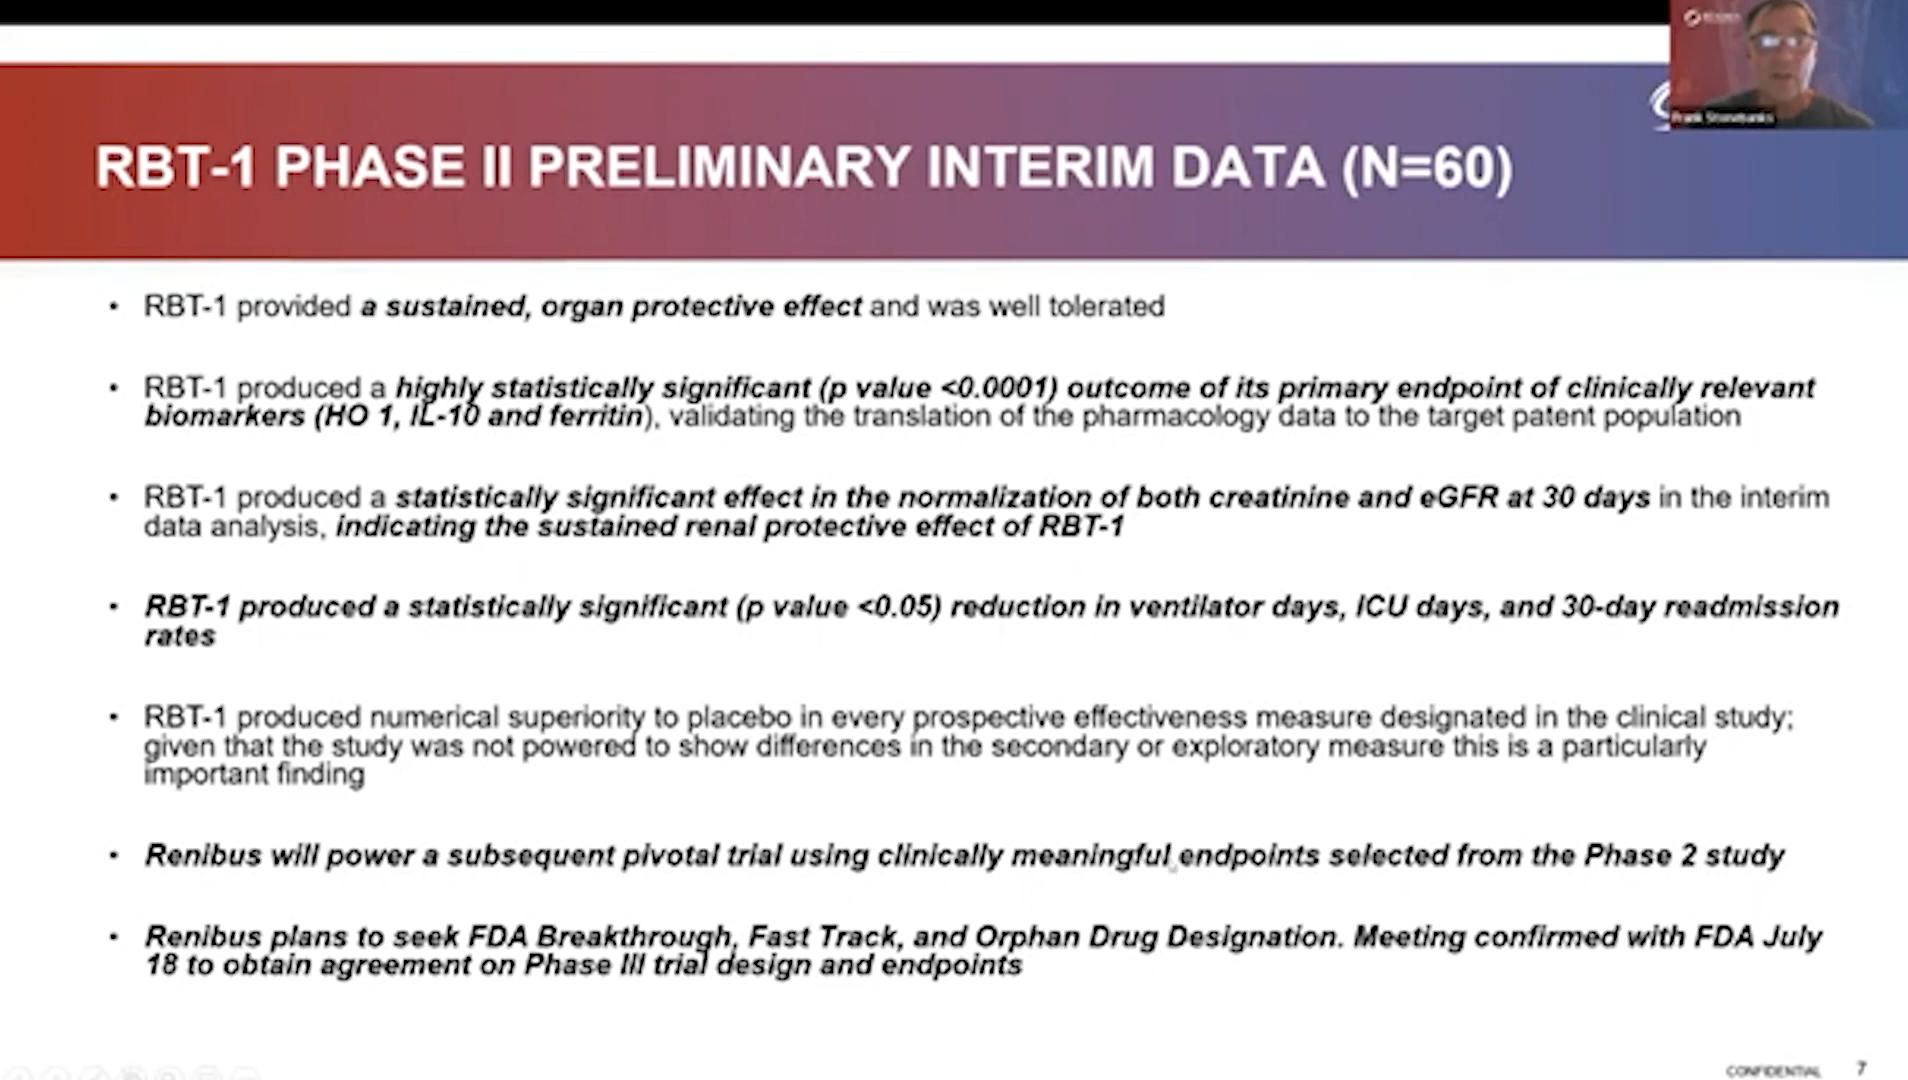 Frank Stonebanks
RBT-1 PHASE II PRELIMINARY INTERIM DATA (N=60)
• RBT-1 provided a sustained, organ protective effect and was well tolerated
• RBT-1 produced a highly statistically significant (p value <0.0001) outcome of its primary endpoint of clinically relevant
biomarkers (HO 1, IL-10 and ferritin), validating the translation of the pharmacology data to the target patent population
• RBT-1 produced a statistically significant effect in the normalization of both creatinine and eGFR at 30 days in the interim
data analysis, indicating the sustained renal protective effect of RBT-1
• RBT-1 produced a statistically significant (p value <0.05) reduction in ventilator days, ICU days, and 30-day readmission
rates
• RBT-1 produced numerical superiority to placebo in every prospective effectiveness measure designated in the clinical study;
given that the study was not powered to show differences in the secondary or exploratory measure this is a particularly
important finding
• Renibus will power a subsequent pivotal trial using clinically meaningful endpoints selected from the Phase 2 study
• Renibus plans to seek FDA Breakthrough, Fast Track, and Orphan Drug Designation. Meeting confirmed with FDA July
18 to obtain agreement on Phase III trial design and endpoints
CONFIDENTIAL 7